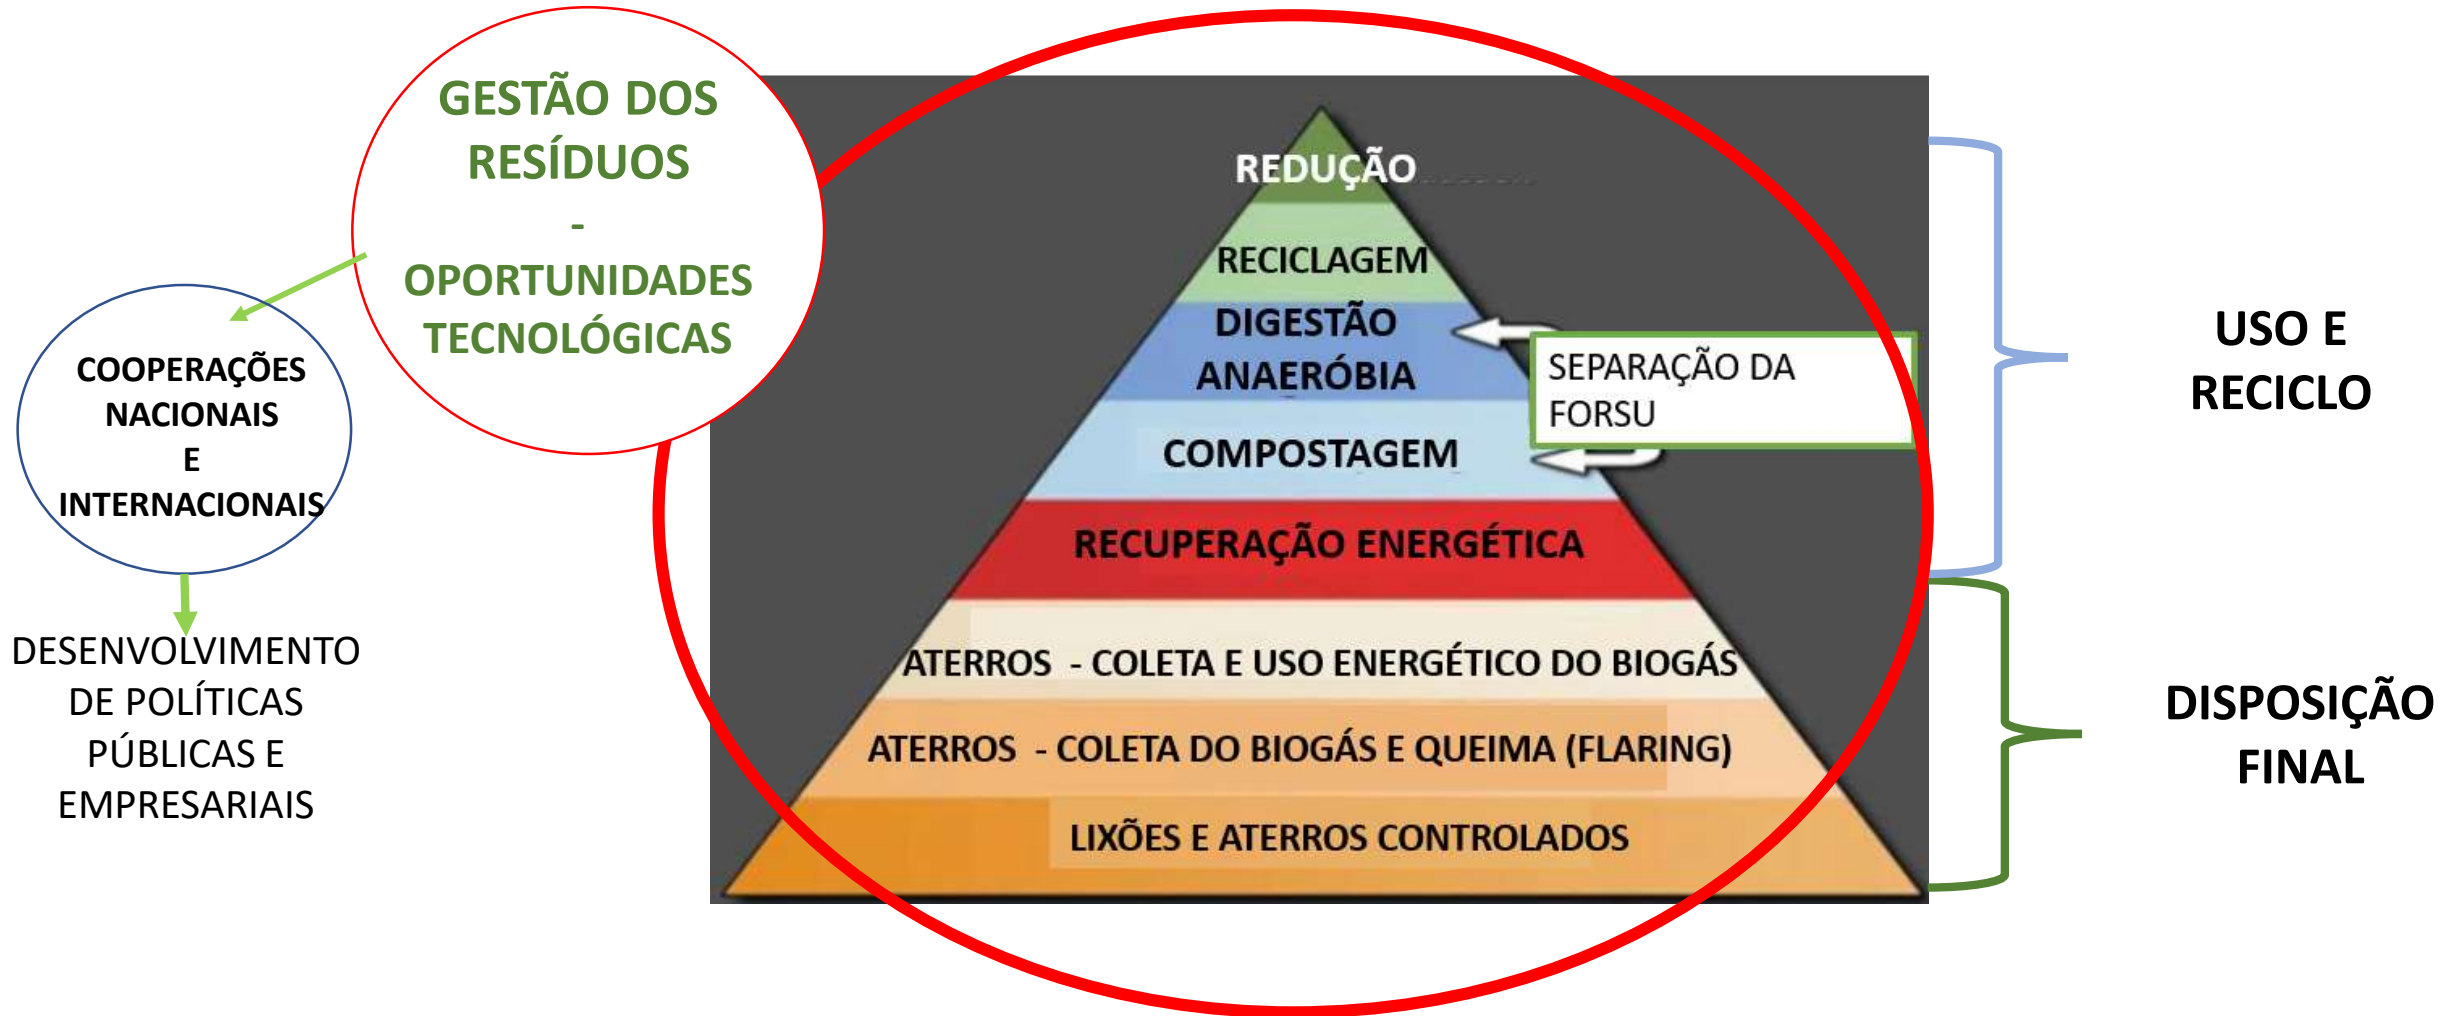 GESTÃO DOS
RESÍDUOS
-
OPORTUNIDADES
TECNOLÓGICAS
COOPERAÇÕES
NACIONAIS
E
INTERNACIONAIS
DESENVOLVIMENTO
DE POLÍTICAS
PÚBLICAS E
EMPRESARIAIS
REDUÇÃO
RECICLAGEM
DIGESTÃO
ANAERÓBIA
SEPARAÇÃO DA
FORSU
COMPOSTAGEM
RECUPERAÇÃO ENERGÉTICA
ATERROS - COLETA E USO ENERGÉTICO DO BIOGÁS
ATERROS - COLETA DO BIOGÁS E QUEIMA (FLARING)
LIXÕES E ATERROS CONTROLADOS
USO E
RECICLO
DISPOSIÇÃO
FINAL